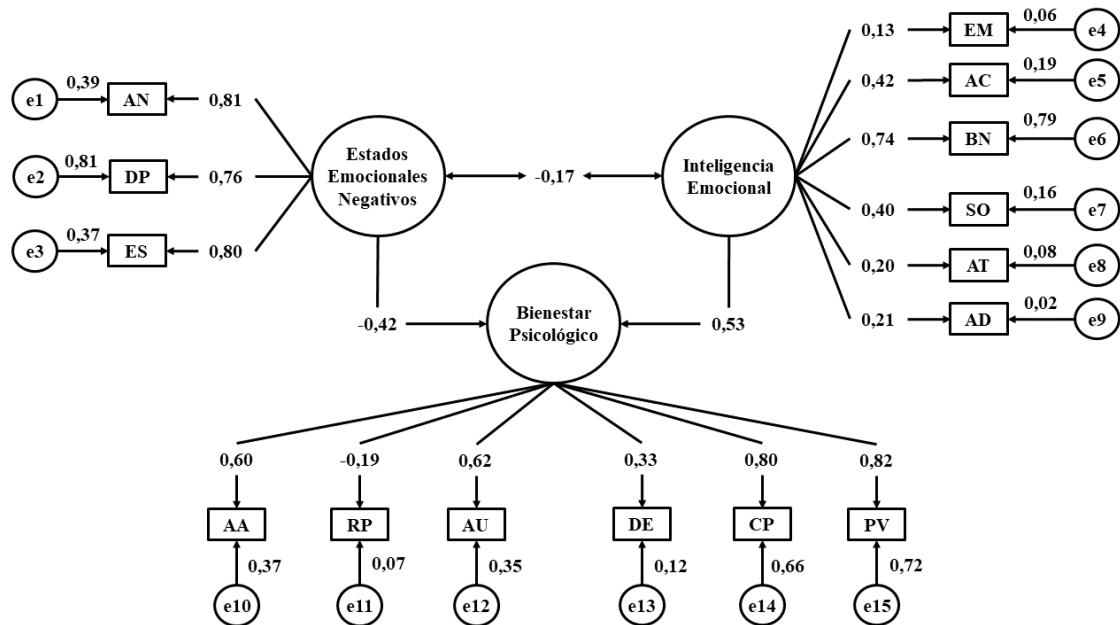 0,13 EM 0,06 e4
0,39
e1 AN 0,81
0,42 AC 0,19 e5
0,74 BN 0,79 e6
Estados
Emocionales
Negativos
-0,17
Inteligencia
Emocional
0,81
e2 DP 0,76
0,40 SO 0,16 e7
0,37
e3 ES 0,80
0,20 AT 0,08 e8
0,21 AD 0,02 e9
-0,42
Bienestar
Psicológico
0,53
0,60 -0,19 0,62 0,33 0,80 0,82
AA RP AU DE CP PV
0,37 0,07 0,35 0,12 0,66 0,72
e10 e11 e12 e13 e14 e15